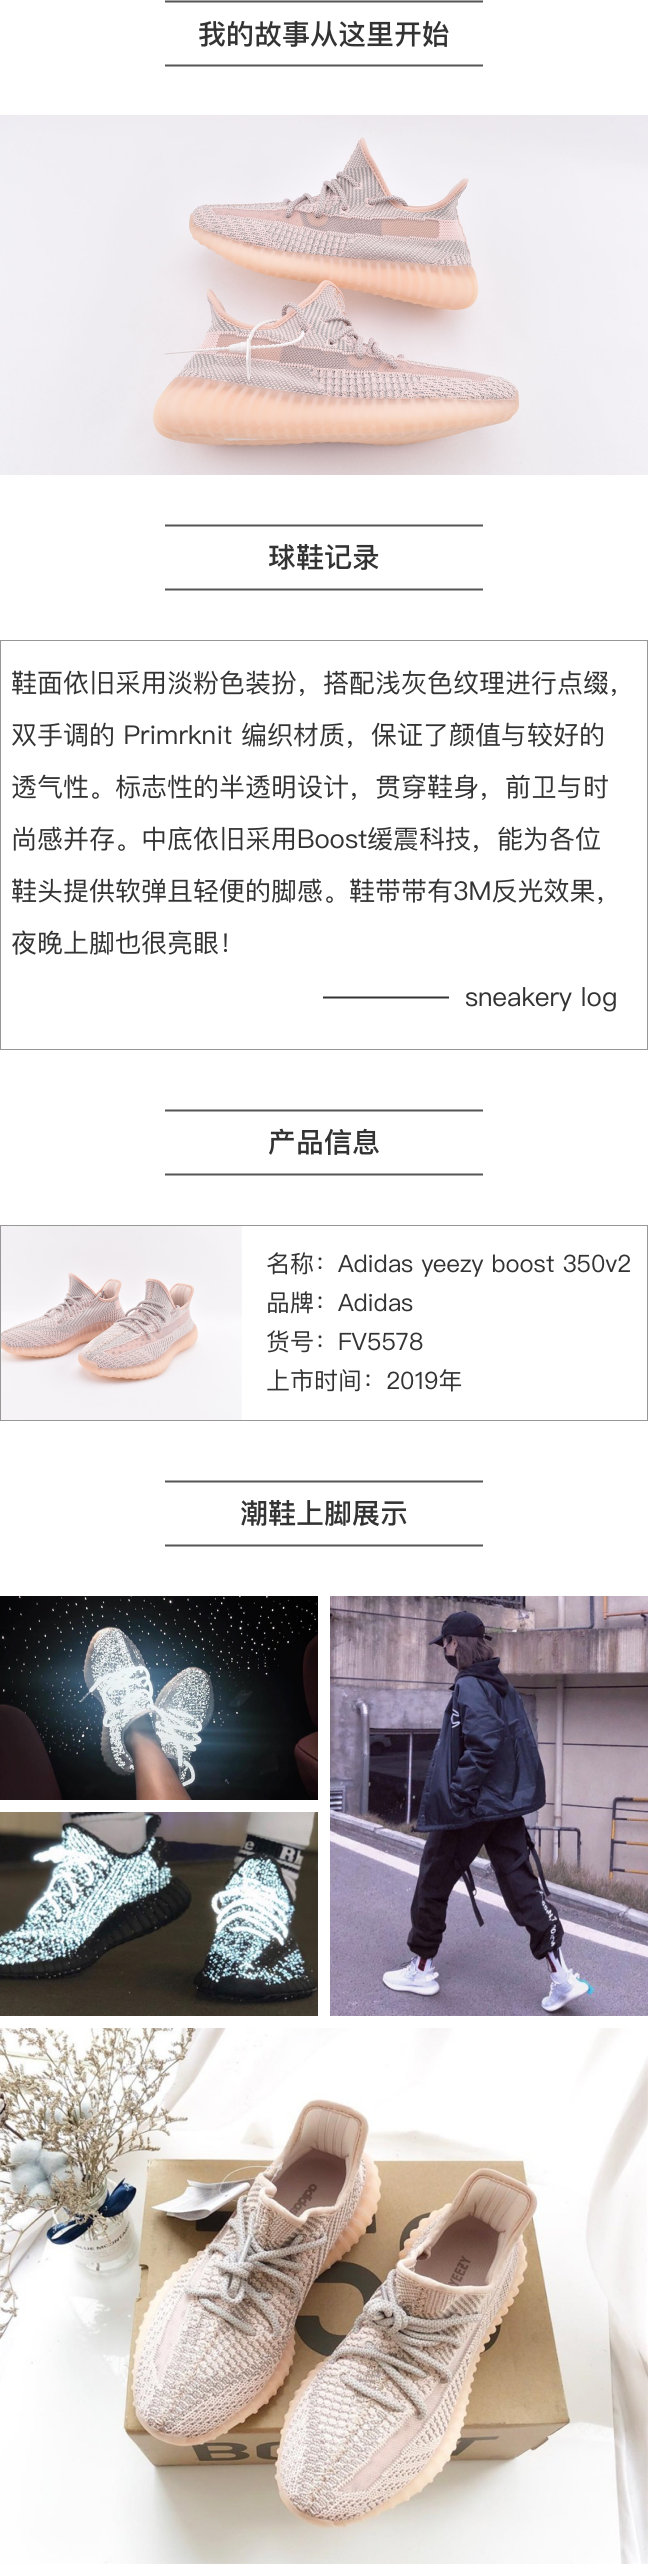 我的故事从这里开始
球鞋记录
鞋面依旧采用淡粉色装扮，搭配浅灰色纹理进行点缀，
双手调的 Primrknit 编织材质，保证了颜值与较好的
透气性。标志性的半透明设计，贯穿鞋身，前卫与时
尚感并存。中底依旧采用Boost缓震科技，能为各位
鞋头提供软弹且轻便的脚感。鞋带带有3M反光效果，
夜晚上脚也很亮眼！
sneakery log
产品信息
名称：Adidas yeezy boost 350v2
品牌：Adidas
货号：FV5578
上市时间：2019年
潮鞋上脚展示
adidas
YEEZY